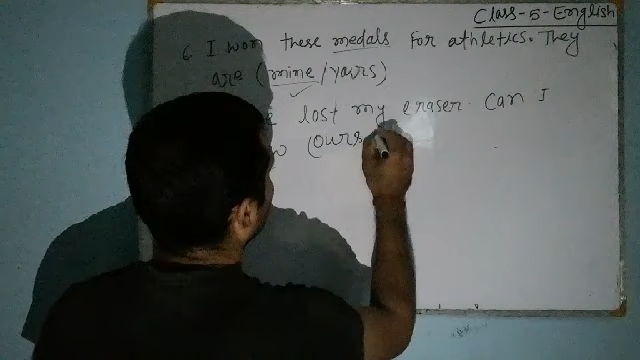 Class-5-English
6. I won these medals for athletics. They
are (mine/yours)
lost my eraser. Can I
(ours